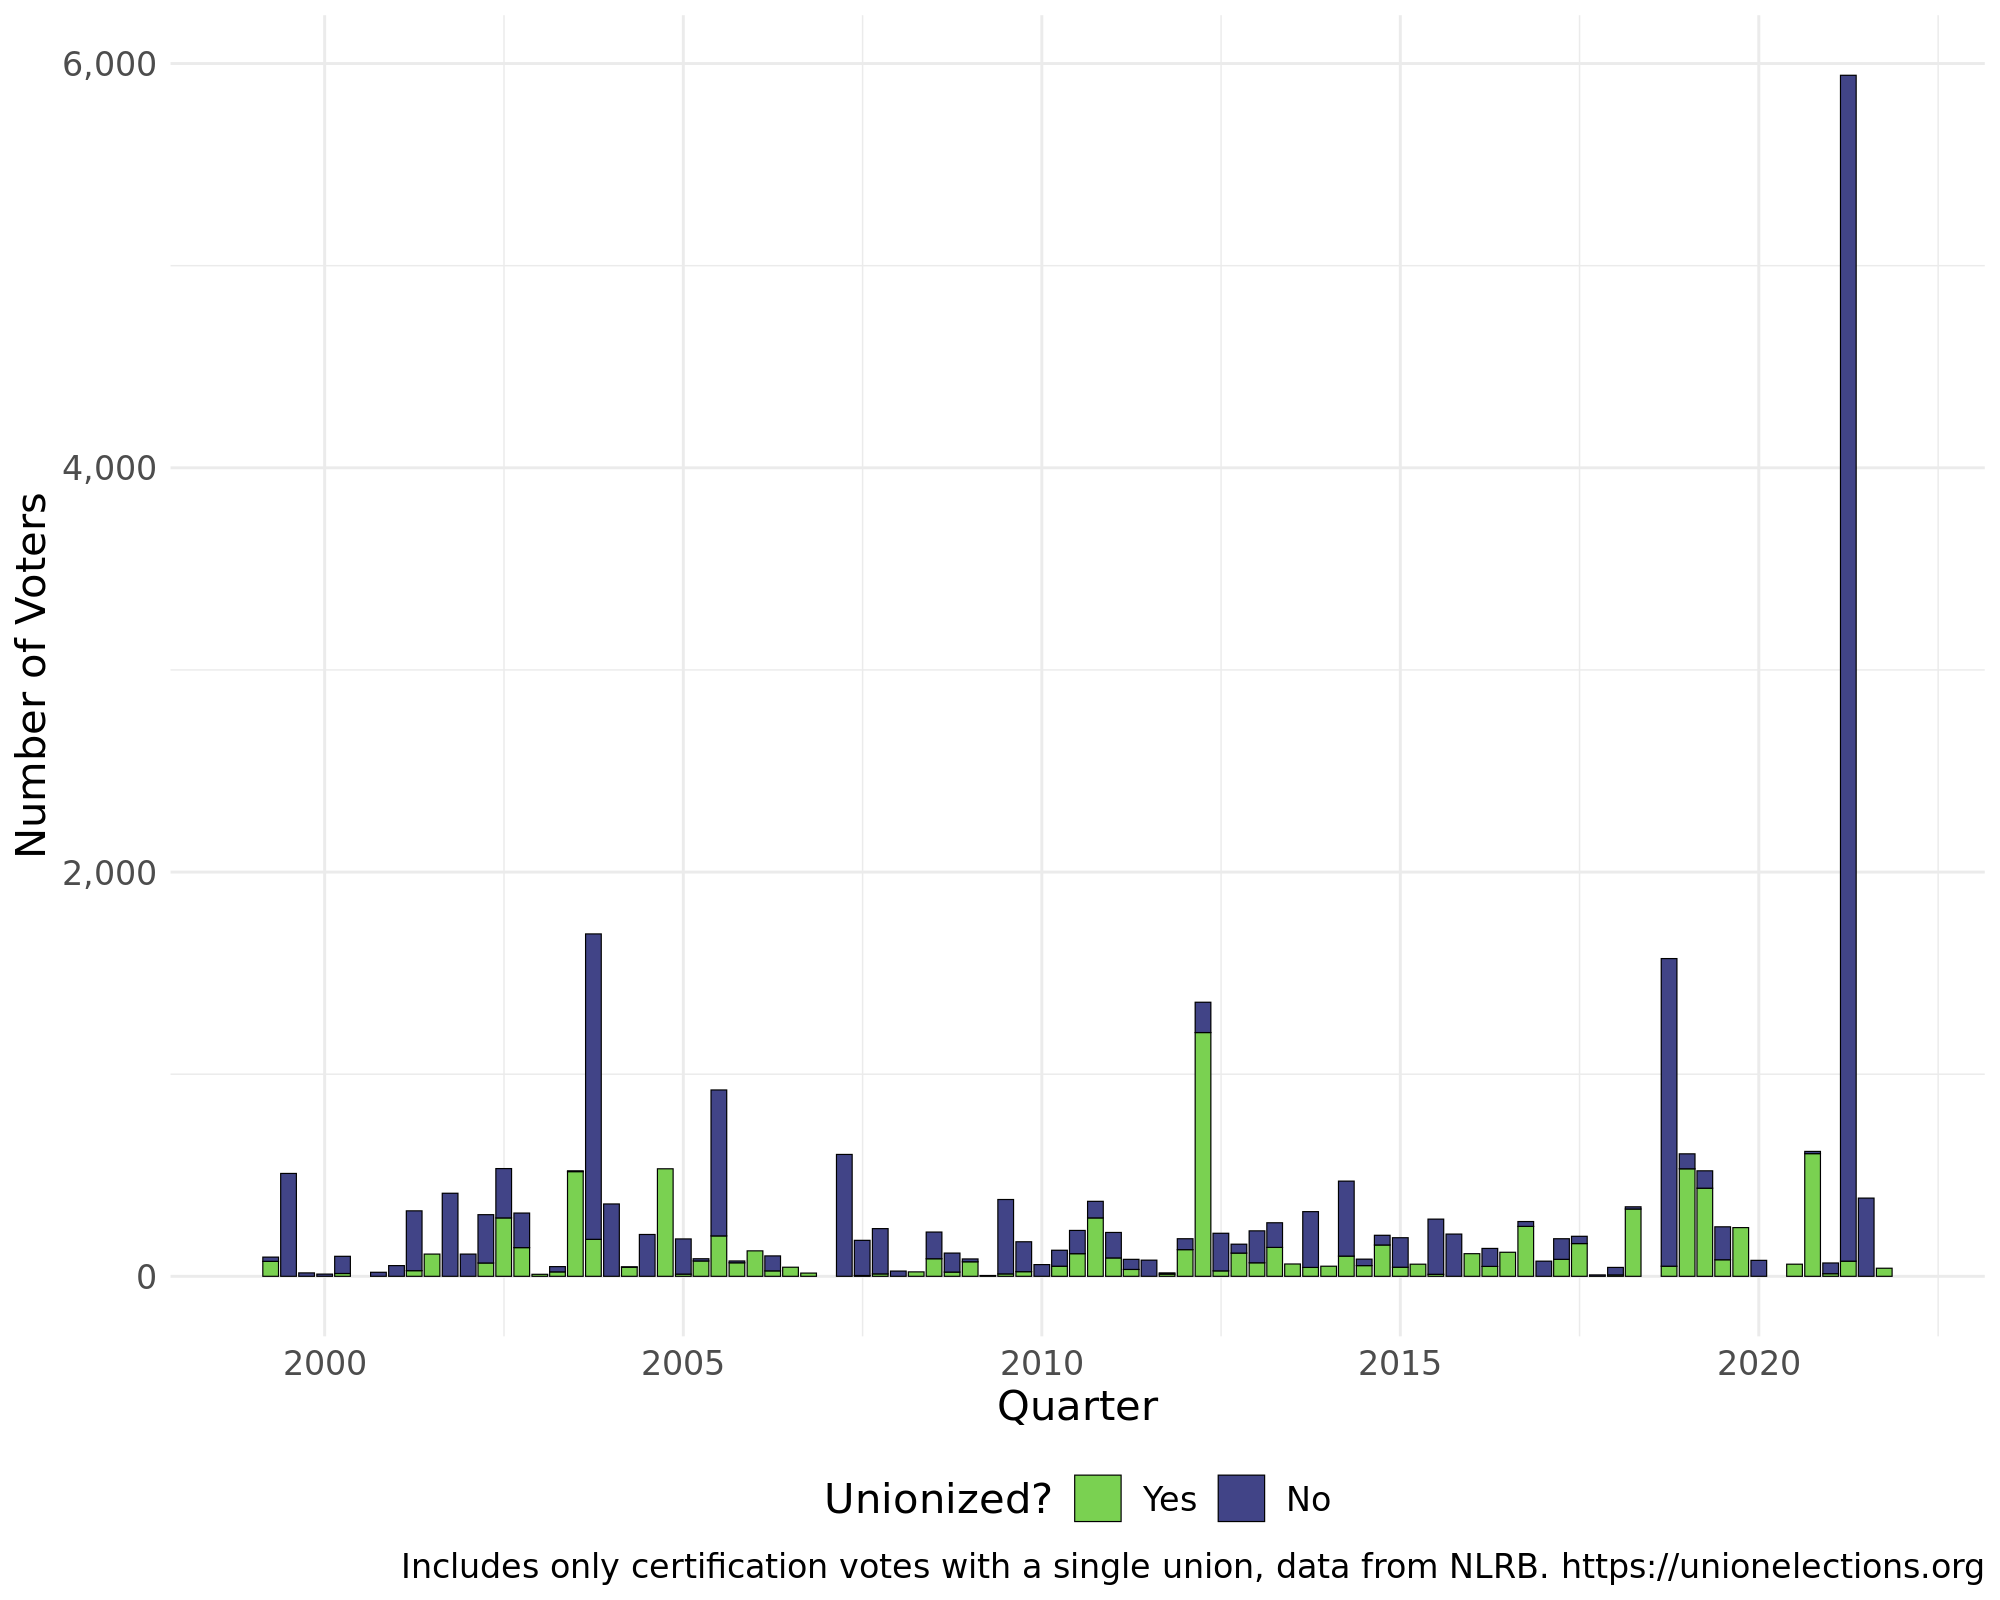 6,000
4,000
2,000
0
Number of Voters
2000 2005 2010 2015 2020
Quarter
Unionized? Yes No
Includes only certification votes with a single union, data from NLRB. https://unionelections.org